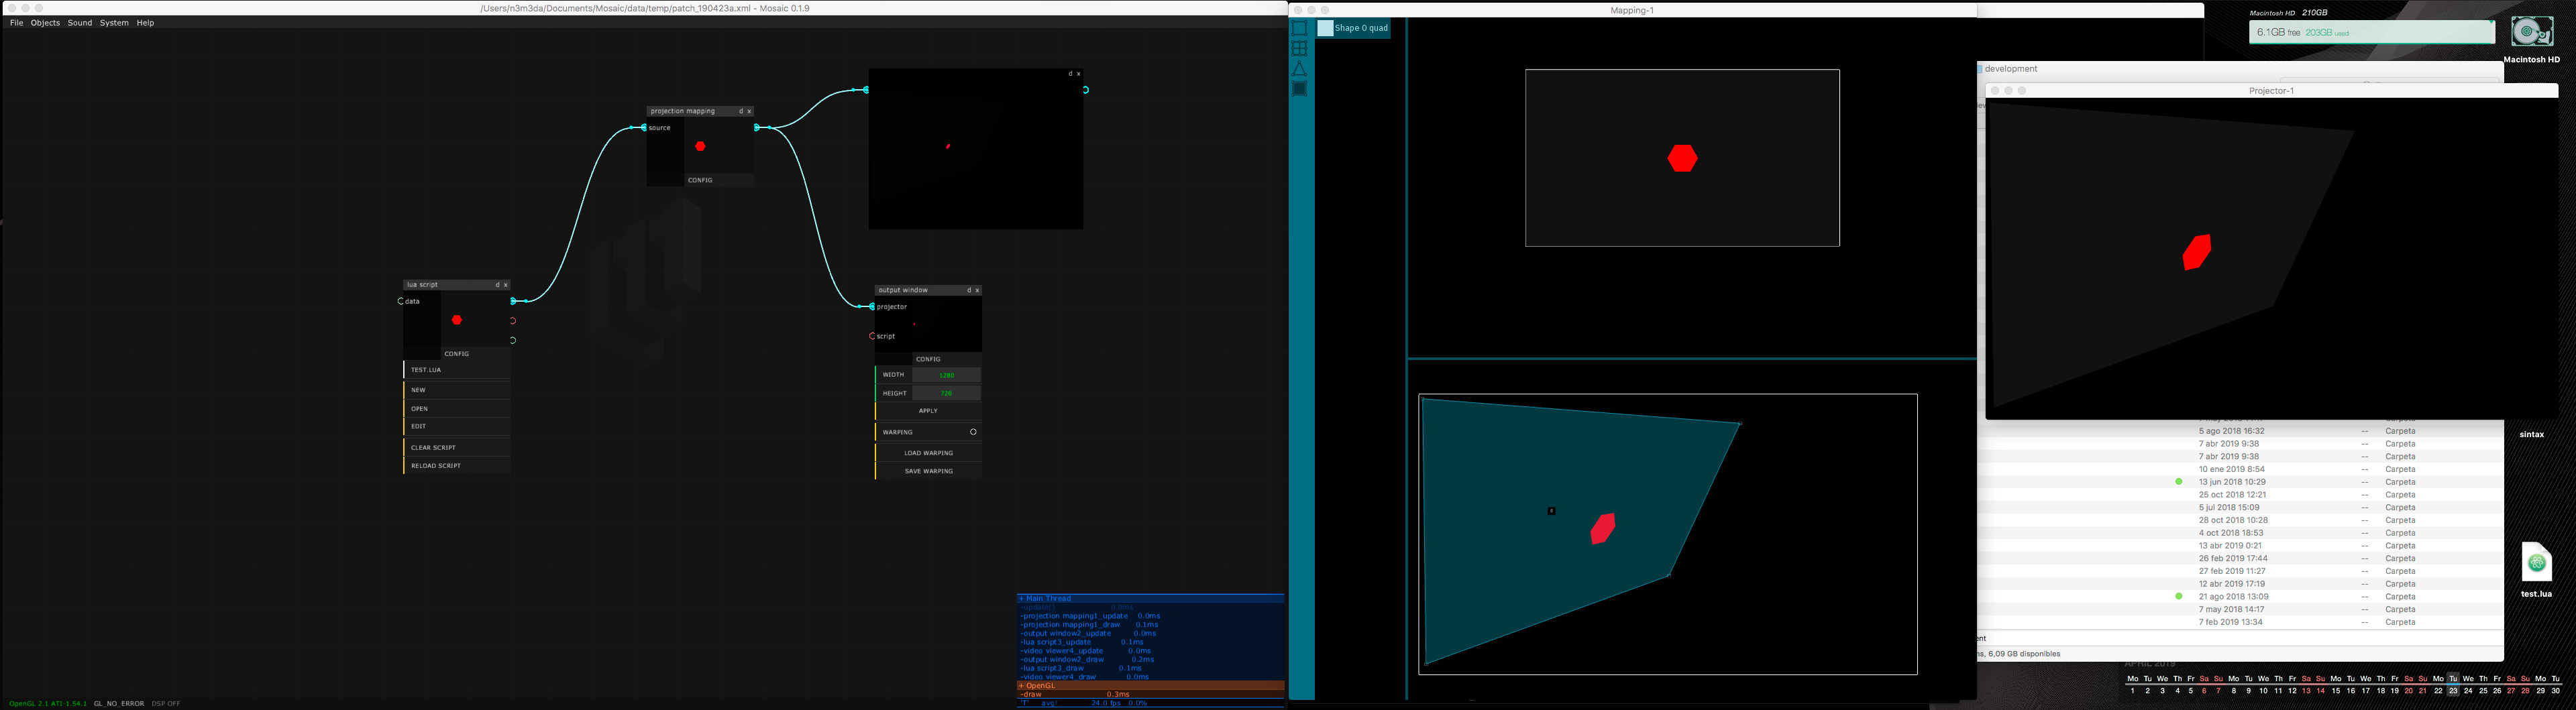 /Users/n3m3da/Documents/Mosaic/data/temp/patch_190423a.xml - Mosaic 0.1.9
File Objects Sound System Help
projection mapping d x
source
CONFIG
d x
lua script d x
data
CONFIG
TEST.LUA
NEW
OPEN
EDIT
CLEAR SCRIPT
RELOAD SCRIPT
output window d x
projector
script
CONFIG
WIDTH 1280
HEIGHT 720
APPLY
WARPING
LOAD WARPING
SAVE WARPING
+ Main Thread
-update() 0.0ms
-projection mapping1_update 0.0ms
-projection mapping1_draw 0.1ms
-output window2_update 0.0ms
-lua script3_update 0.1ms
-video viewer4_update 0.0ms
-output window2_draw 0.2ms
-lua script3_draw 0.1ms
-video viewer4_draw 0.0ms
+ OpenGL
-draw 0.3ms
'T' avg! 24.0 fps 0.0%
OpenGL 2.1 ATI-1.54.1 GL_NO_ERROR DSP OFF
Mapping-1
Shape 0 quad
development
Projector-1
5 ago 2018 16:32 -- Carpeta
7 abr 2019 9:38 -- Carpeta
7 abr 2019 9:38 -- Carpeta
10 ene 2019 8:54 -- Carpeta
13 jun 2018 10:29 -- Carpeta
25 oct 2018 12:21 -- Carpeta
5 jul 2018 15:09 -- Carpeta
28 oct 2018 10:28 -- Carpeta
4 oct 2018 18:53 -- Carpeta
13 abr 2019 0:21 -- Carpeta
26 feb 2019 17:44 -- Carpeta
27 feb 2019 11:27 -- Carpeta
12 abr 2019 17:19 -- Carpeta
21 ago 2018 13:09 -- Carpeta
7 may 2018 14:17 -- Carpeta
7 feb 2019 13:34 -- Carpeta
6,09 GB disponibles
Macintosh HD 210GB
6.1GB free 203GB used
Macintosh HD
sintax
test.lua
APRIL 2019
Mo Tu We Th Fr Sa Su Mo Tu We Th Fr Sa Su Mo Tu We Th Fr Sa Su Mo Tu We Th Fr Sa Su Mo Tu
1 2 3 4 5 6 7 8 9 10 11 12 13 14 15 16 17 18 19 20 21 22 23 24 25 26 27 28 29 30